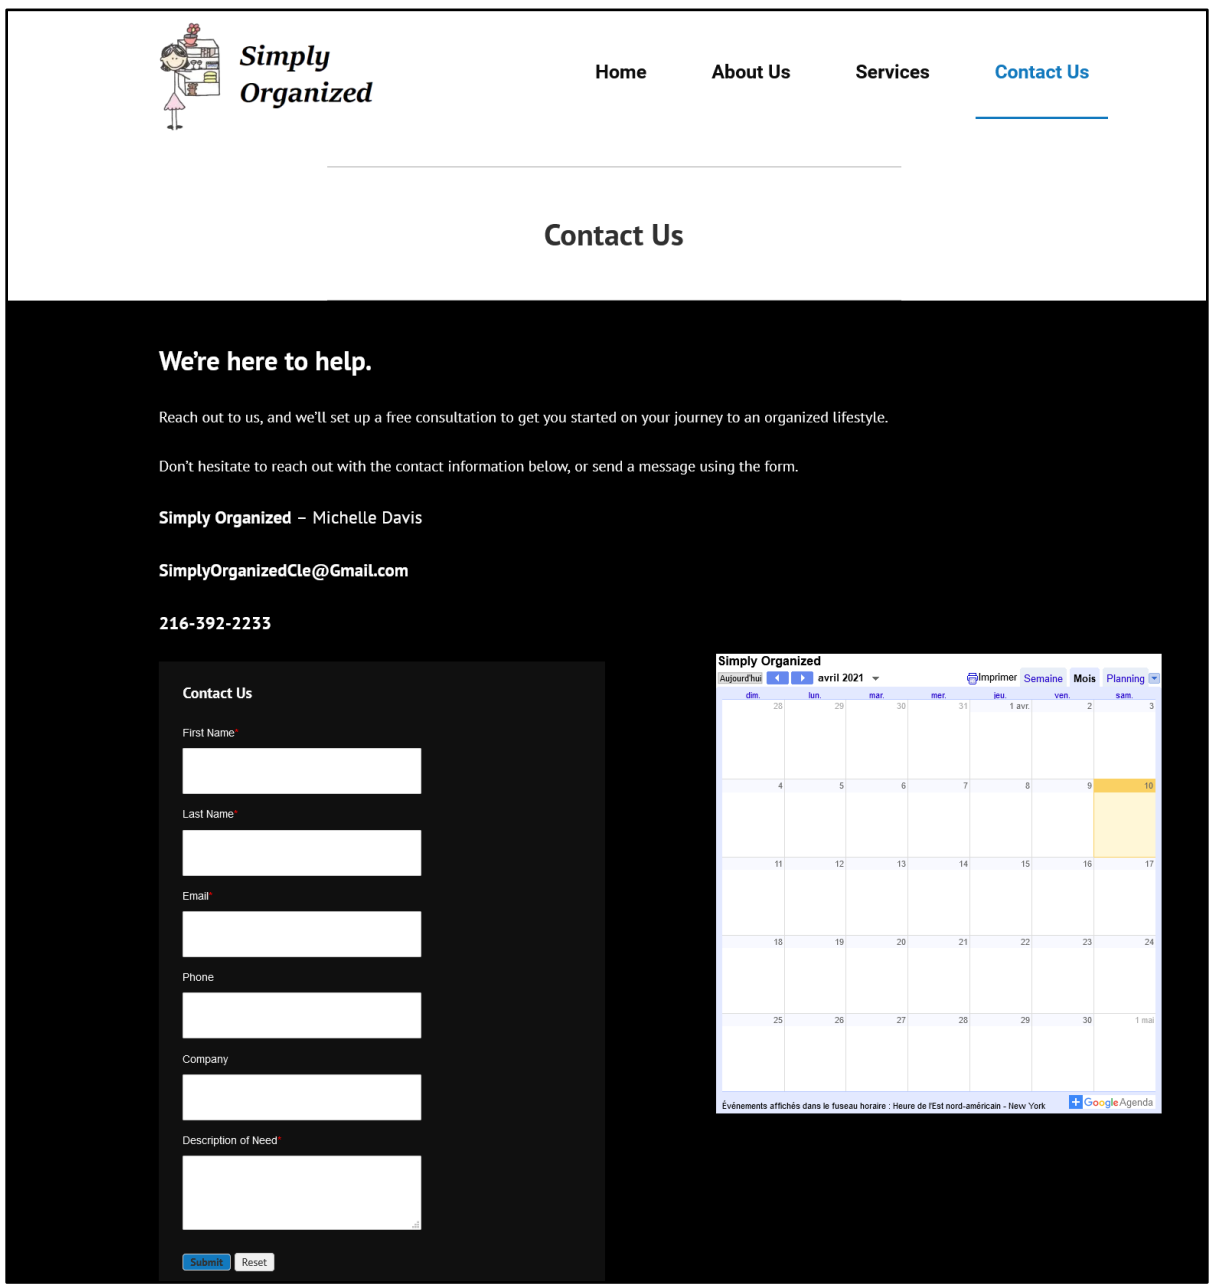 Simply
Organized
Home About Us Services Contact Us
Contact Us
We're here to help.
Reach out to us, and we'll set up a free consultation to get you started on your journey to an organized lifestyle.
Don't hesitate to reach out with the contact information below, or send a message using the form.
Simply Organized – Michelle Davis
SimplyOrganizedCle@Gmail.com
216-392-2233
Contact Us
First Name*
Last Name*
Email*
Phone
Company
Description of Need*
Submit Reset
Simply Organized
Aujourd'hui avril 2021 Imprimer Semaine Mois Planning
dim. lun. mar. mer. jeu. ven. sam.
28 29 30 31 1 avr. 2 3
4 5 6 7 8 9 10
11 12 13 14 15 16 17
18 19 20 21 22 23 24
25 26 27 28 29 30 1 mai
Événements affichés dans le fuseau horaire : Heure de l'Est nord-américain - New York
Google Agenda